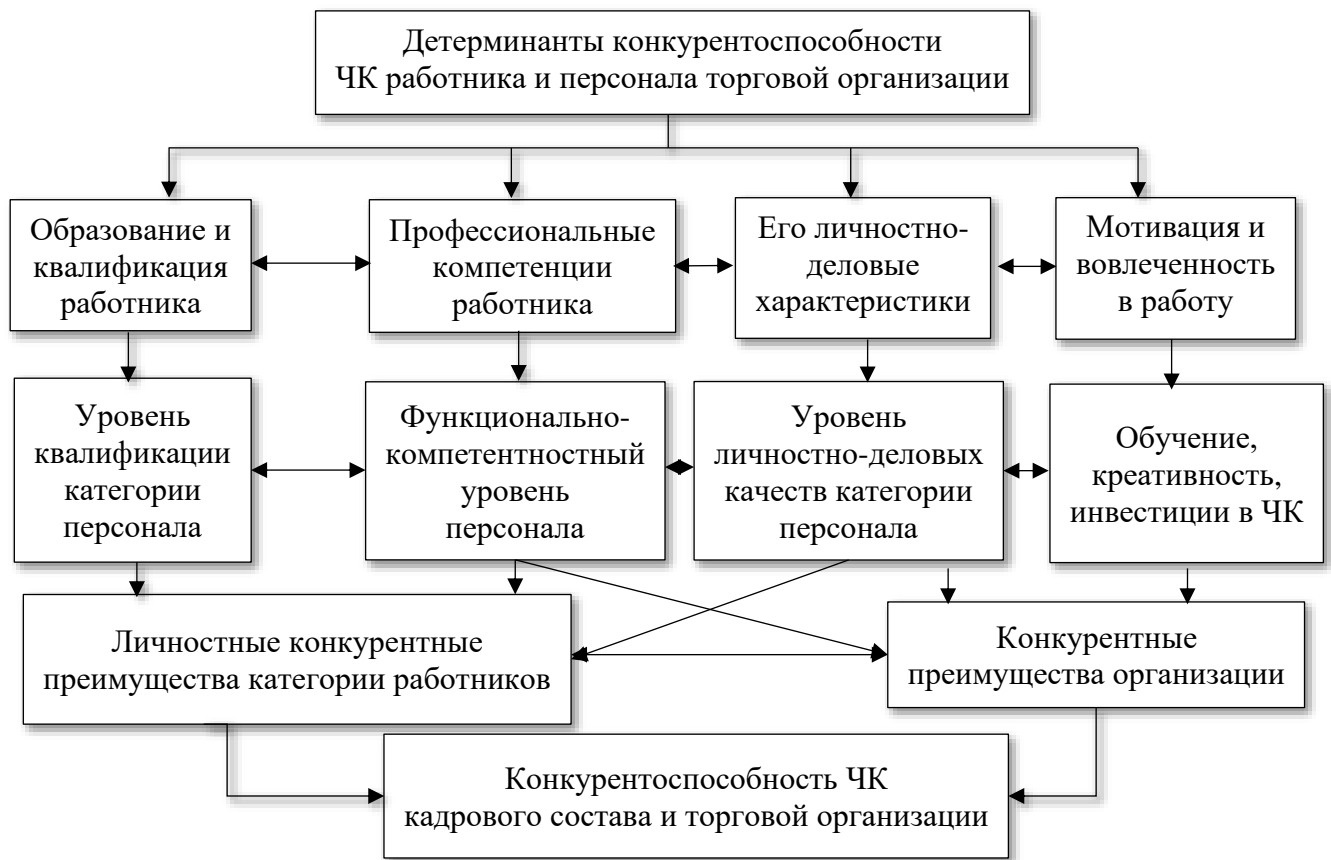 Детерминанты конкурентоспособности
ЧК работника и персонала торговой организации
Образование и
квалификация
работника
Профессиональные
компетенции
работника
Его личностно-
деловые
характеристики
Мотивация и
вовлеченность
в работу
Уровень
квалификации
категории
персонала
Функционально-
компетентностный
уровень
персонала
Уровень
личностно-деловых
качеств категории
персонала
Обучение,
креативность,
инвестиции в ЧК
Личностные конкурентные
преимущества категории работников
Конкурентные
преимущества организации
Конкурентоспособность ЧК
кадрового состава и торговой организации